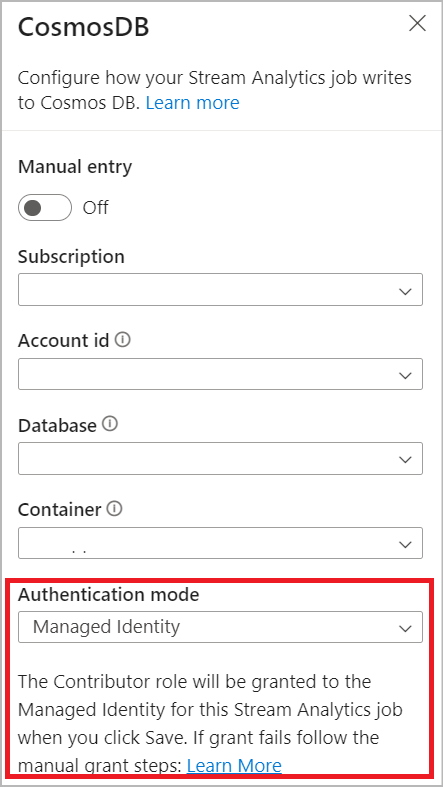 CosmosDB
Configure how your Stream Analytics job writes
to Cosmos DB. Learn more
Manual entry
Off
Subscription
Account id
Database
Container
Authentication mode
Managed Identity
The Contributor role will be granted to the
Managed Identity for this Stream Analytics job
when you click Save. If grant fails follow the
manual grant steps: Learn More